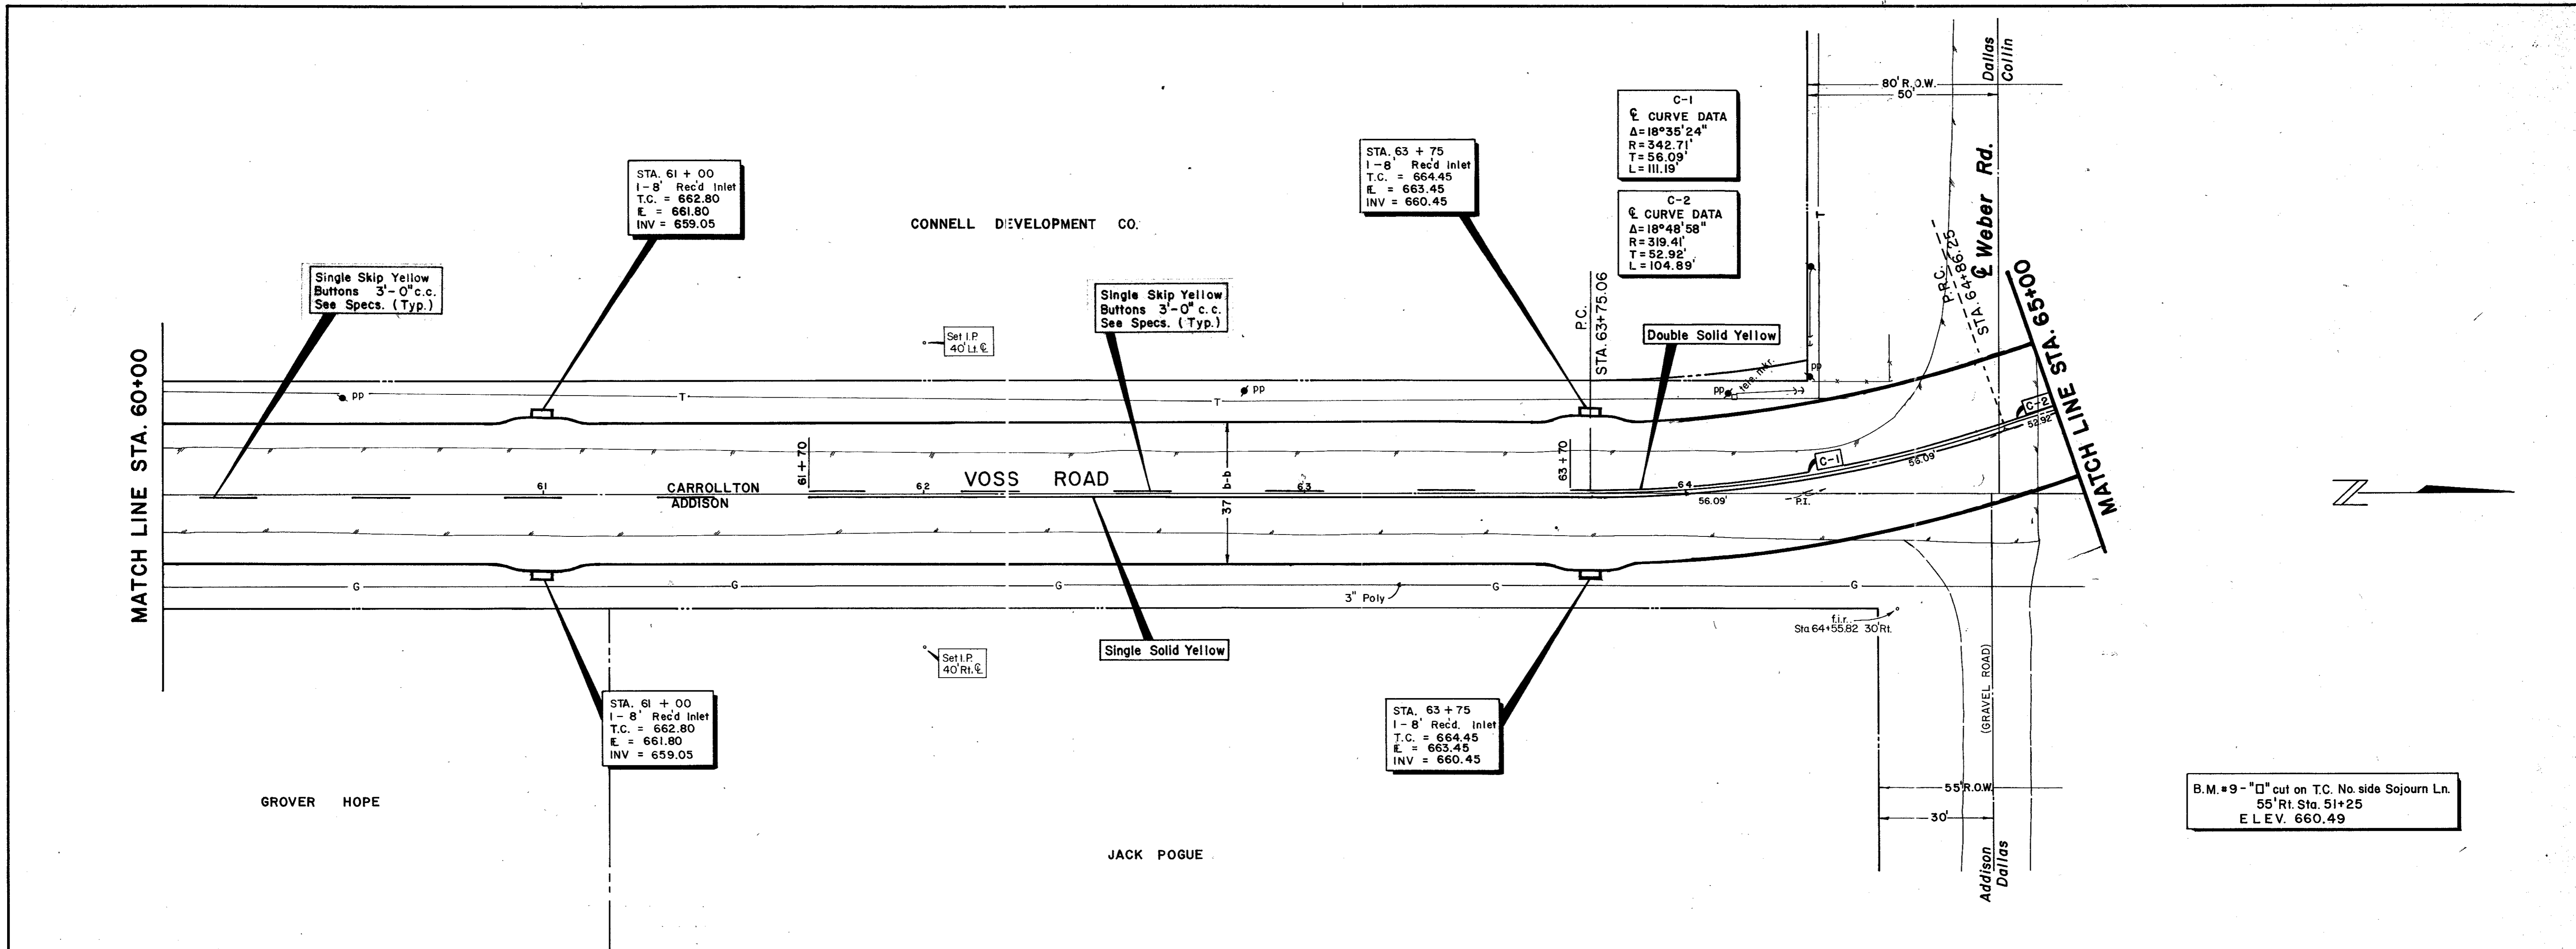 MATCH LINE STA. 60+00
Single Skip Yellow
Buttons 3'-0" c.c.
See Specs. (Typ.)
STA. 61 + 00
1-8' Rec'd Inlet
T.C. = 662.80
FL = 661.80
INV = 659.05
CONNELL DEVELOPMENT CO.
Set I.P.
40' Lt. ℄
Single Skip Yellow
Buttons 3'-0" c.c.
See Specs. (Typ.)
STA. 63 + 75
1-8' Rec'd Inlet
T.C. = 664.45
FL = 663.45
INV = 660.45
C-1
℄ CURVE DATA
Δ=18°35'24"
R=342.71'
T=56.09'
L=111.19'
C-2
℄ CURVE DATA
Δ=18°48'58"
R=319.41'
T=52.92'
L=104.89'
P.C.
STA. 63+75.06
Double Solid Yellow
80' R.O.W.
50'
Dallas
Collin
℄ Weber Rd.
P.R.C.
STA. 64+86.25
MATCH LINE STA. 65+00
PP
T
T
PP
PP
tele. mkr.
PP
T
61+70
63+70
61
62
63
64
CARROLLTON
ADDISON
VOSS ROAD
37' b-b
C-1
56.09'
56.09'
P.I.
C-2
52.92'
N
G
G
G
G
G
3" Poly
f.i.r.
Sta 64+55.82 30'Rt.
Set I.P.
40' Rt. ℄
Single Solid Yellow
STA. 61 + 00
1-8' Rec'd Inlet
T.C. = 662.80
FL = 661.80
INV = 659.05
STA. 63+75
1-8' Rec'd. Inlet
T.C. = 664.45
FL = 663.45
INV = 660.45
(GRAVEL ROAD)
55' R.O.W.
30'
Addison
Dallas
GROVER HOPE
JACK POGUE
B.M.#9-"□" cut on T.C. No. side Sojourn Ln.
55' Rt. Sta. 51+25
ELEV. 660.49